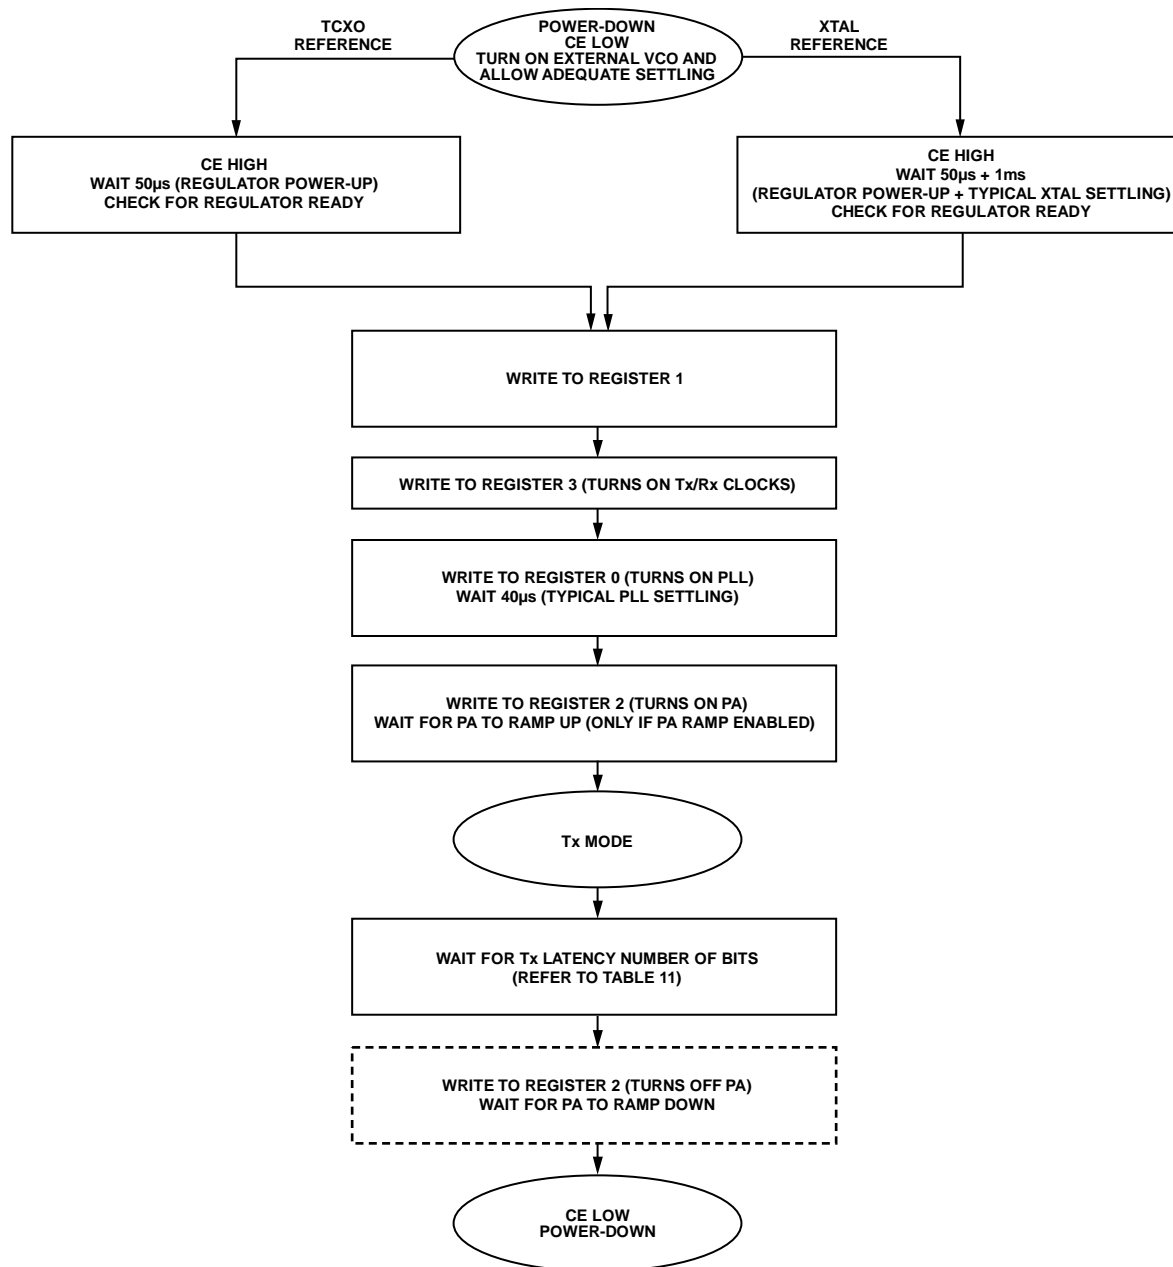 TCXO
REFERENCE
POWER-DOWN
CE LOW
TURN ON EXTERNAL VCO AND
ALLOW ADEQUATE SETTLING
XTAL
REFERENCE
CE HIGH
WAIT 50µs (REGULATOR POWER-UP)
CHECK FOR REGULATOR READY
CE HIGH
WAIT 50µs + 1ms
(REGULATOR POWER-UP + TYPICAL XTAL SETTLING)
CHECK FOR REGULATOR READY
WRITE TO REGISTER 1
WRITE TO REGISTER 3 (TURNS ON Tx/Rx CLOCKS)
WRITE TO REGISTER 0 (TURNS ON PLL)
WAIT 40µs (TYPICAL PLL SETTLING)
WRITE TO REGISTER 2 (TURNS ON PA)
WAIT FOR PA TO RAMP UP (ONLY IF PA RAMP ENABLED)
Tx MODE
WAIT FOR Tx LATENCY NUMBER OF BITS
(REFER TO TABLE 11)
WRITE TO REGISTER 2 (TURNS OFF PA)
WAIT FOR PA TO RAMP DOWN
CE LOW
POWER-DOWN